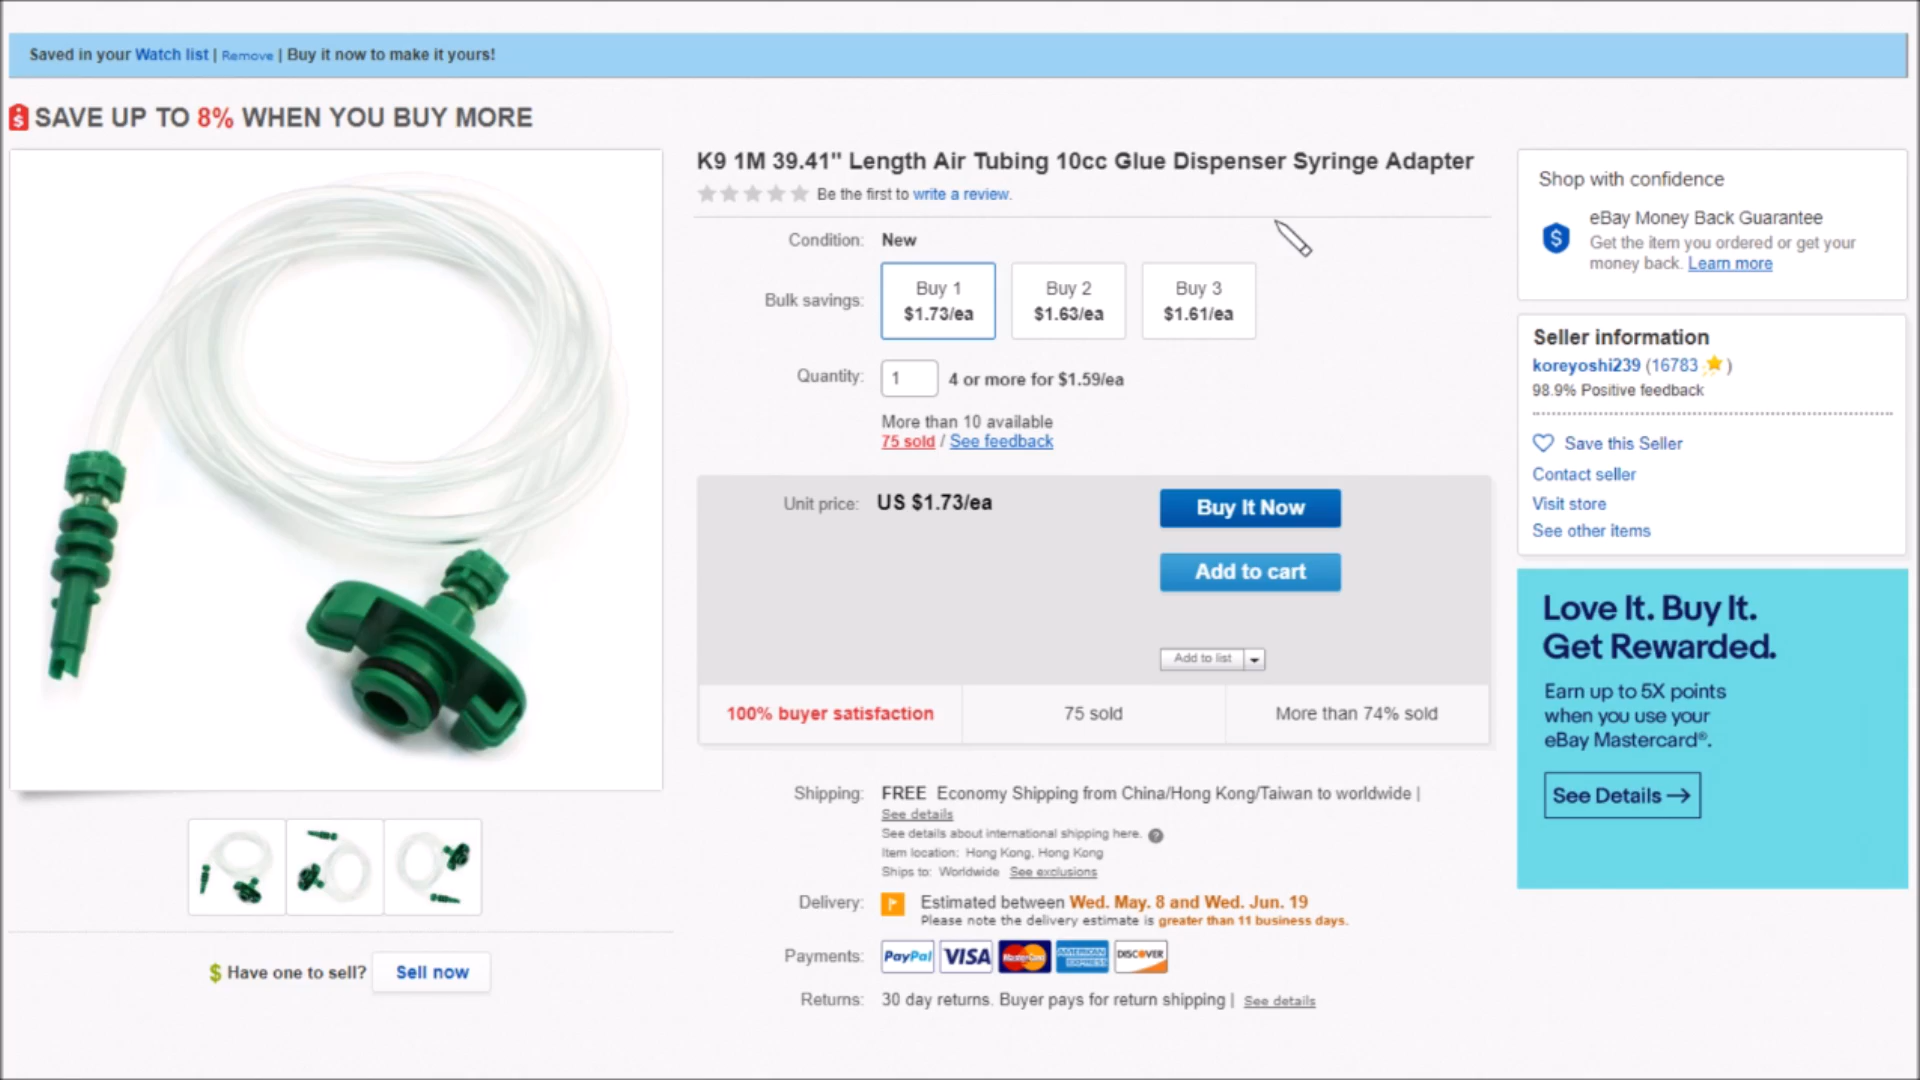 Saved in your Watch list | Remove | Buy it now to make it yours!
SAVE UP TO 8% WHEN YOU BUY MORE
K9 1M 39.41" Length Air Tubing 10cc Glue Dispenser Syringe Adapter
Be the first to write a review.
Condition: New
Bulk savings:
Buy 1
$1.73/ea
Buy 2
$1.63/ea
Buy 3
$1.61/ea
Quantity: 1 4 or more for $1.59/ea
More than 10 available
75 sold / See feedback
Unit price: US $1.73/ea
Buy It Now
Add to cart
Add to list
100% buyer satisfaction
75 sold
More than 74% sold
Shipping: FREE Economy Shipping from China/Hong Kong/Taiwan to worldwide |
See details
See details about international shipping here. ?
Item location: Hong Kong, Hong Kong
Ships to: Worldwide See exclusions
Delivery: Estimated between Wed. May. 8 and Wed. Jun. 19
Please note the delivery estimate is greater than 11 business days.
Payments: PayPal VISA MasterCard AMERICAN EXPRESS DISCOVER
Returns: 30 day returns. Buyer pays for return shipping | See details
$ Have one to sell? Sell now
Shop with confidence
eBay Money Back Guarantee
Get the item you ordered or get your
money back. Learn more
Seller information
koreyoshi239 (16783 )
98.9% Positive feedback
Save this Seller
Contact seller
Visit store
See other items
Love It. Buy It.
Get Rewarded.
Earn up to 5X points
when you use your
eBay Mastercard®.
See Details →